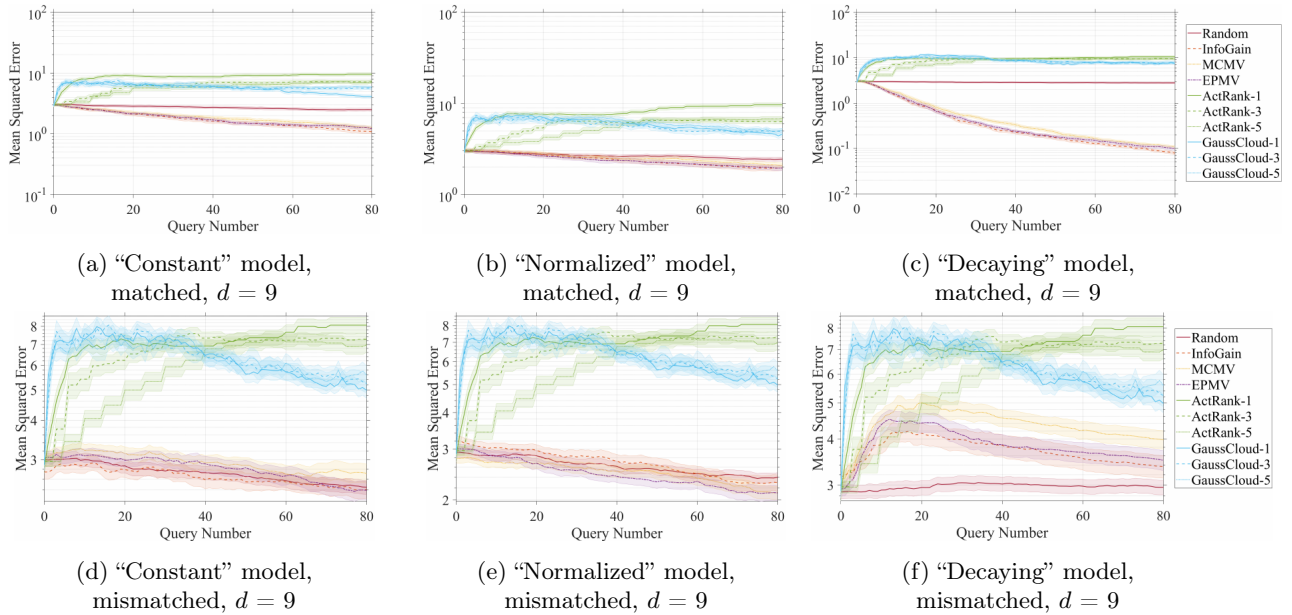 10²
10¹
10⁰
10⁻¹
Mean Squared Error
0 20 40 60 80
Query Number
(a) “Constant” model,
matched, d = 9
10²
10¹
10⁰
Mean Squared Error
0 20 40 60 80
Query Number
(b) “Normalized” model,
matched, d = 9
10²
10¹
10⁰
10⁻¹
10⁻²
Mean Squared Error
0 20 40 60 80
Query Number
(c) “Decaying” model,
matched, d = 9
Random
InfoGain
MCMV
EPMV
ActRank-1
ActRank-3
ActRank-5
GaussCloud-1
GaussCloud-3
GaussCloud-5
8
7
6
5
4
3
Mean Squared Error
0 20 40 60 80
Query Number
(d) “Constant” model,
mismatched, d = 9
8
7
6
5
4
3
2
Mean Squared Error
0 20 40 60 80
Query Number
(e) “Normalized” model,
mismatched, d = 9
8
7
6
5
4
3
Mean Squared Error
0 20 40 60 80
Query Number
(f) “Decaying” model,
mismatched, d = 9
Random
InfoGain
MCMV
EPMV
ActRank-1
ActRank-3
ActRank-5
GaussCloud-1
GaussCloud-3
GaussCloud-5